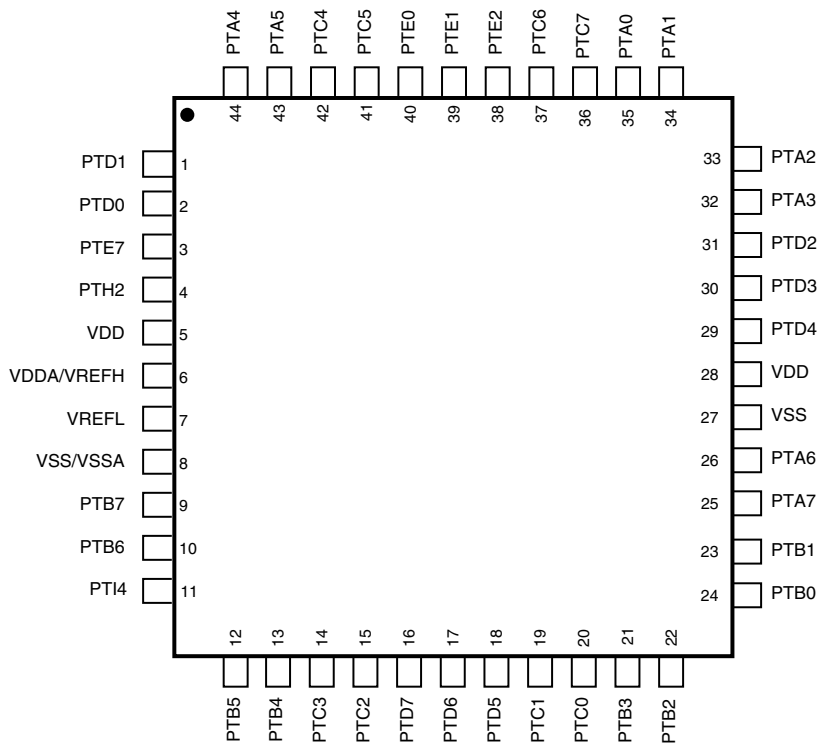 PTA4 PTA5 PTC4 PTC5 PTE0 PTE1 PTE2 PTC6 PTC7 PTA0 PTA1
44 43 42 41 40 39 38 37 36 35 34
PTD1 1
PTD0 2
PTE7 3
PTH2 4
VDD 5
VDDA/VREFH 6
VREFL 7
VSS/VSSA 8
PTB7 9
PTB6 10
PTI4 11
33 PTA2
32 PTA3
31 PTD2
30 PTD3
29 PTD4
28 VDD
27 VSS
26 PTA6
25 PTA7
23 PTB1
24 PTB0
12 13 14 15 16 17 18 19 20 21 22
PTB5 PTB4 PTC3 PTC2 PTD7 PTD6 PTD5 PTC1 PTC0 PTB3 PTB2